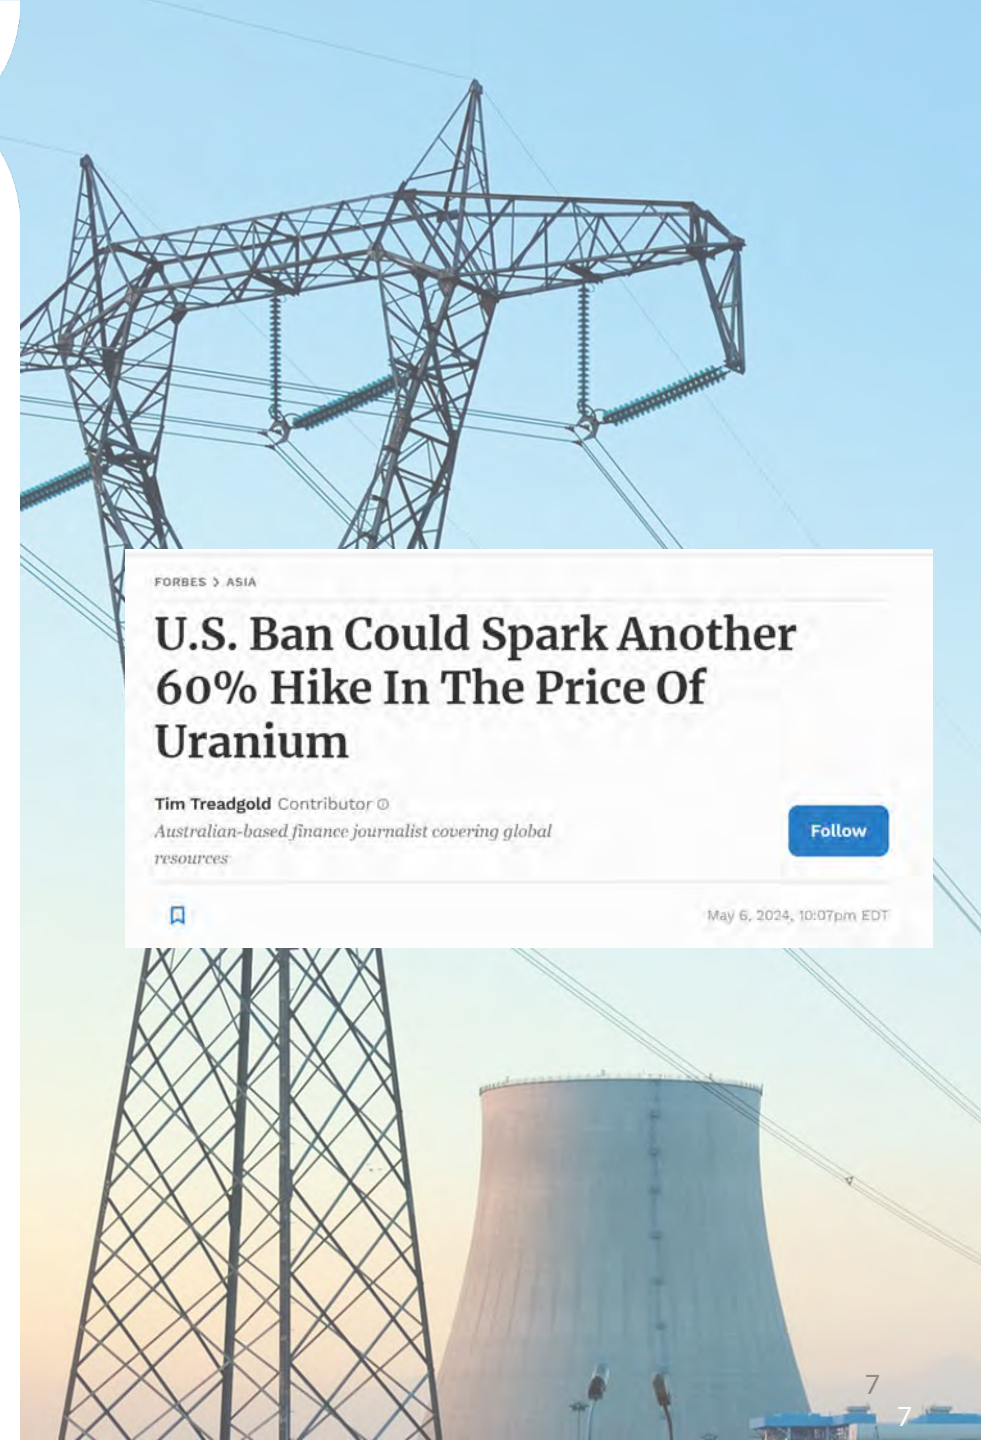 FORBES > ASIA
U.S. Ban Could Spark Another
60% Hike In The Price Of
Uranium
Tim Treadgold Contributor
Australian-based finance journalist covering global
resources
Follow
May 6, 2024, 10:07pm EDT
7
7